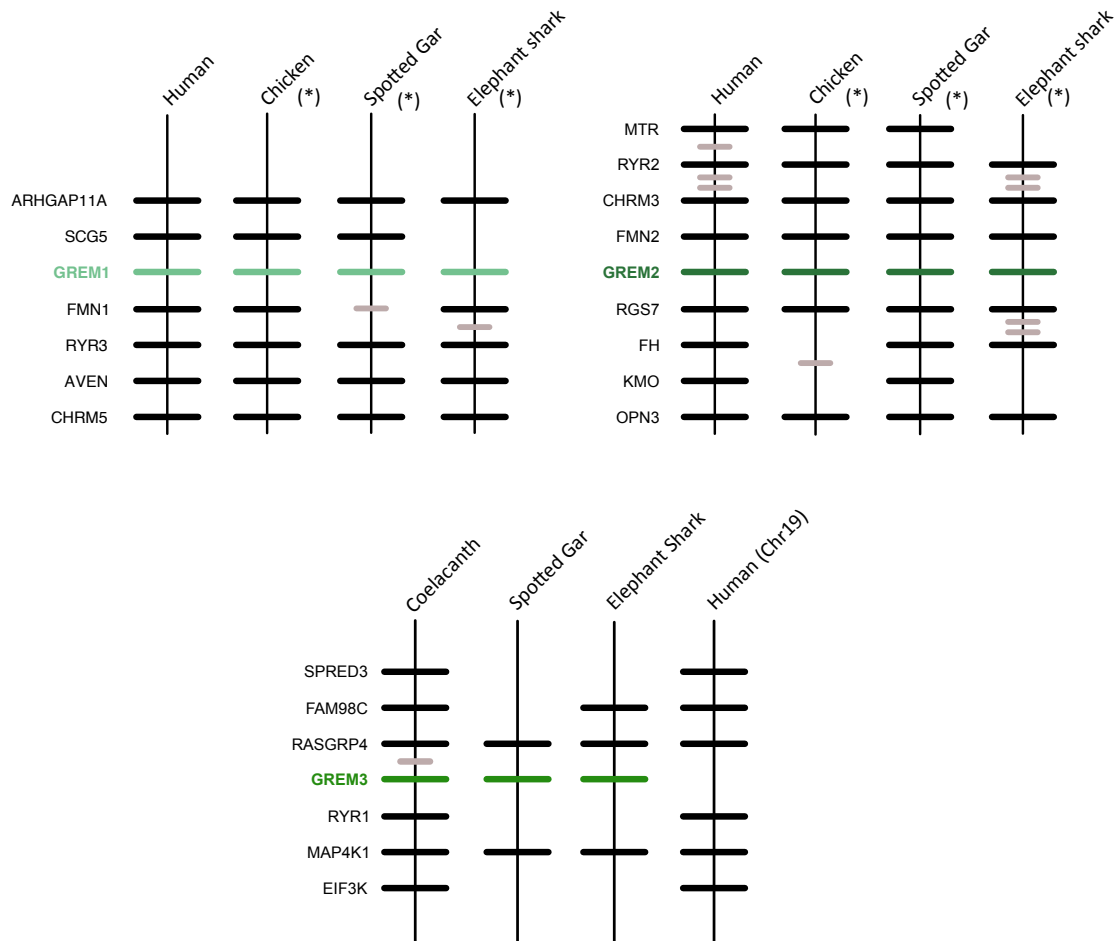 Human
Chicken
(*)
Spotted Gar
(*)
Elephant shark
(*)
ARHGAP11A
SCG5
GREM1
FMN1
RYR3
AVEN
CHRM5
Human
Chicken
(*)
Spotted Gar
(*)
Elephant shark
(*)
MTR
RYR2
CHRM3
FMN2
GREM2
RGS7
FH
KMO
OPN3
Coelacanth
Spotted Gar
Elephant Shark
Human (Chr19)
SPRED3
FAM98C
RASGRP4
GREM3
RYR1
MAP4K1
EIF3K